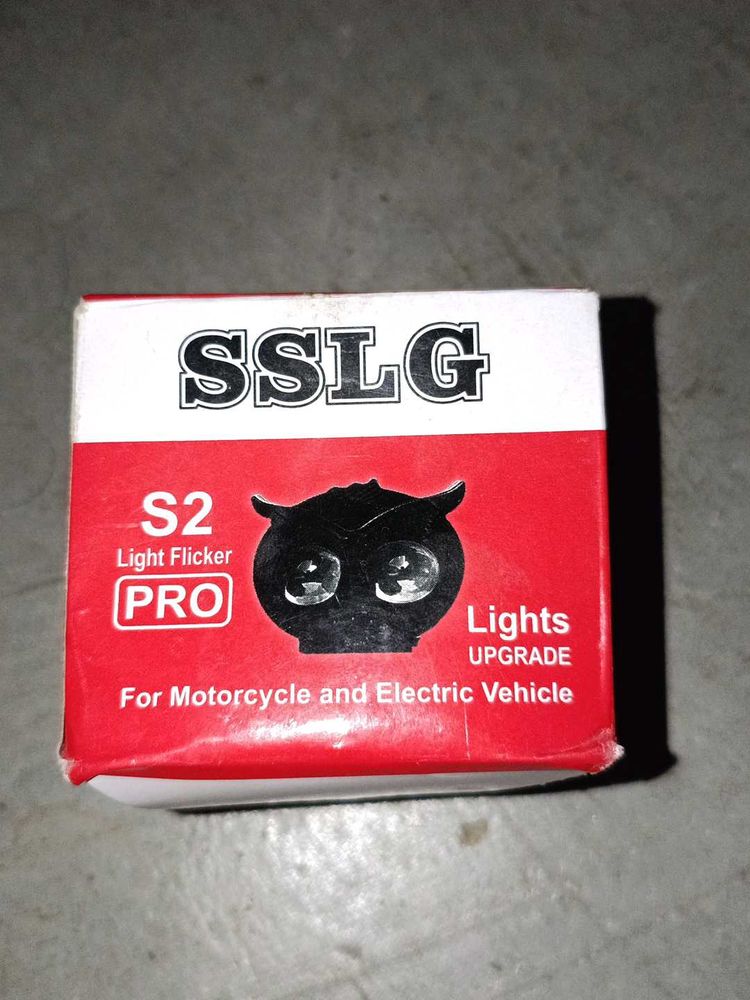 SSLG
S2
Light Flicker
PRO
Lights
UPGRADE
For Motorcycle and Electric Vehicle